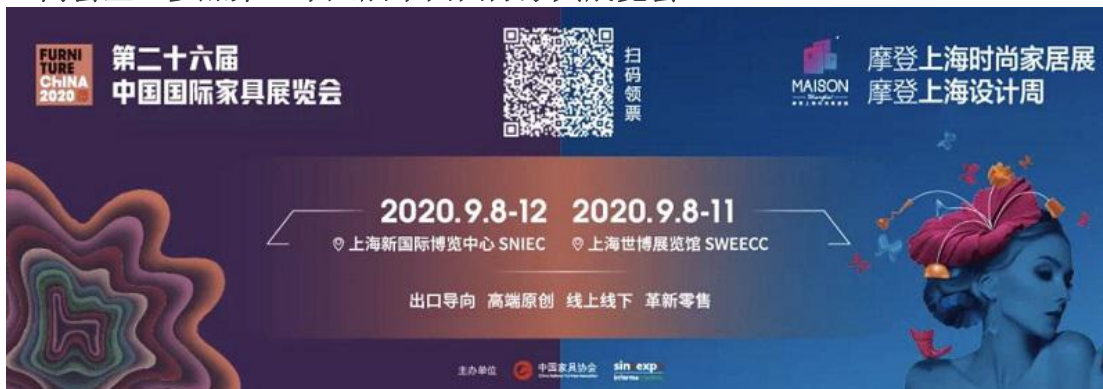 FURNI
TURE
CHINA
2020
第二十六届
中国国际家具展览会
扫码领票
MAISON
Shanghai
摩登上海时尚家居展
摩登上海设计周
2020.9.8-12 2020.9.8-11
上海新国际博览中心 SNIEC 上海世博展览馆 SWEECC
出口导向 高端原创 线上线下 革新零售
主办单位 中国家具协会